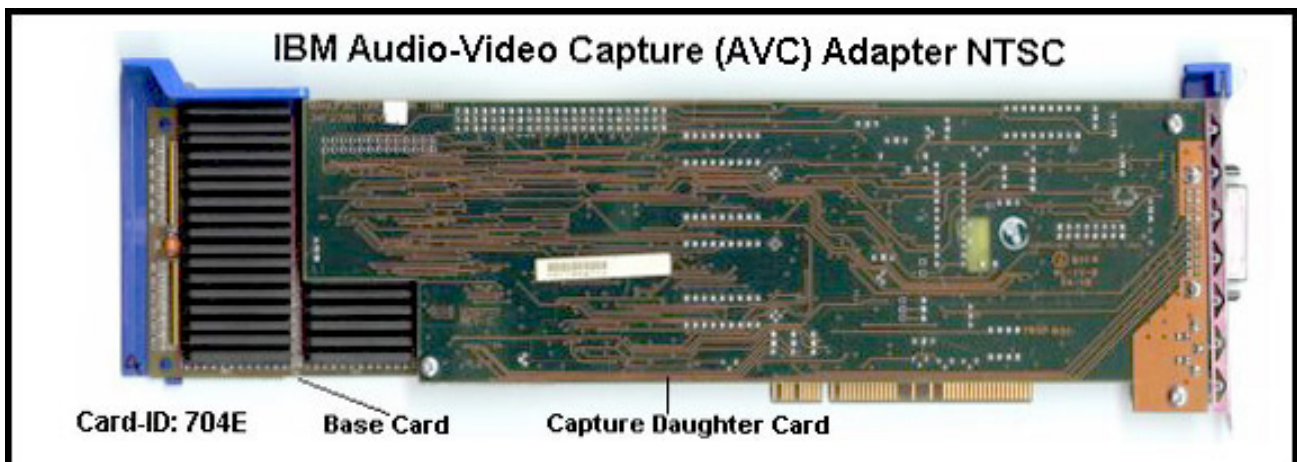 IBM Audio-Video Capture (AVC) Adapter NTSC
Card-ID: 704E
Base Card
Capture Daughter Card